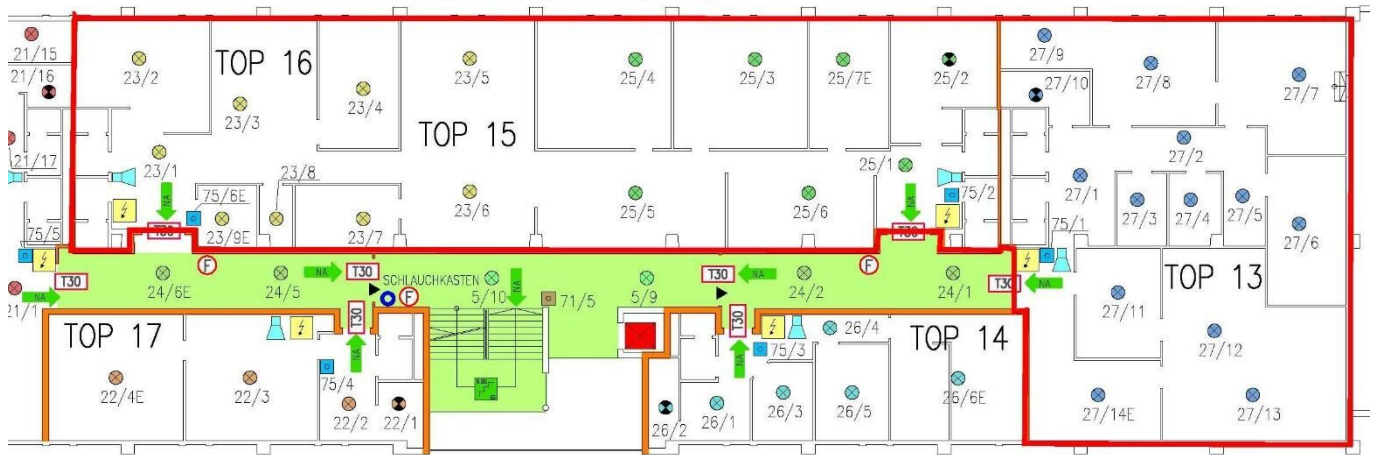 21/15
21/16
21/17
75/5
21/1
TOP 16
23/2
23/3
23/4
23/5
23/1
23/8
75/6E
23/9E
23/7
23/6
TOP 15
25/4
25/3
25/7E
25/2
25/1
25/5
25/6
75/2
27/9
27/10
27/8
27/7
27/2
27/1
27/3
27/4
27/5
27/6
75/1
TOP 13
27/11
27/12
27/14E
27/13
NA
T30
NA
T30
F
F
T30
NA
24/6E
24/5
NA
T30
SCHLAUCHKASTEN
F
5/10
NA
71/5
5/9
T30
NA
24/2
24/1
T30
NA
TOP 17
T30
NA
22/4E
22/3
75/4
22/2
22/1
T30
NA
75/3
26/4
TOP 14
26/2
26/1
26/3
26/5
26/6E